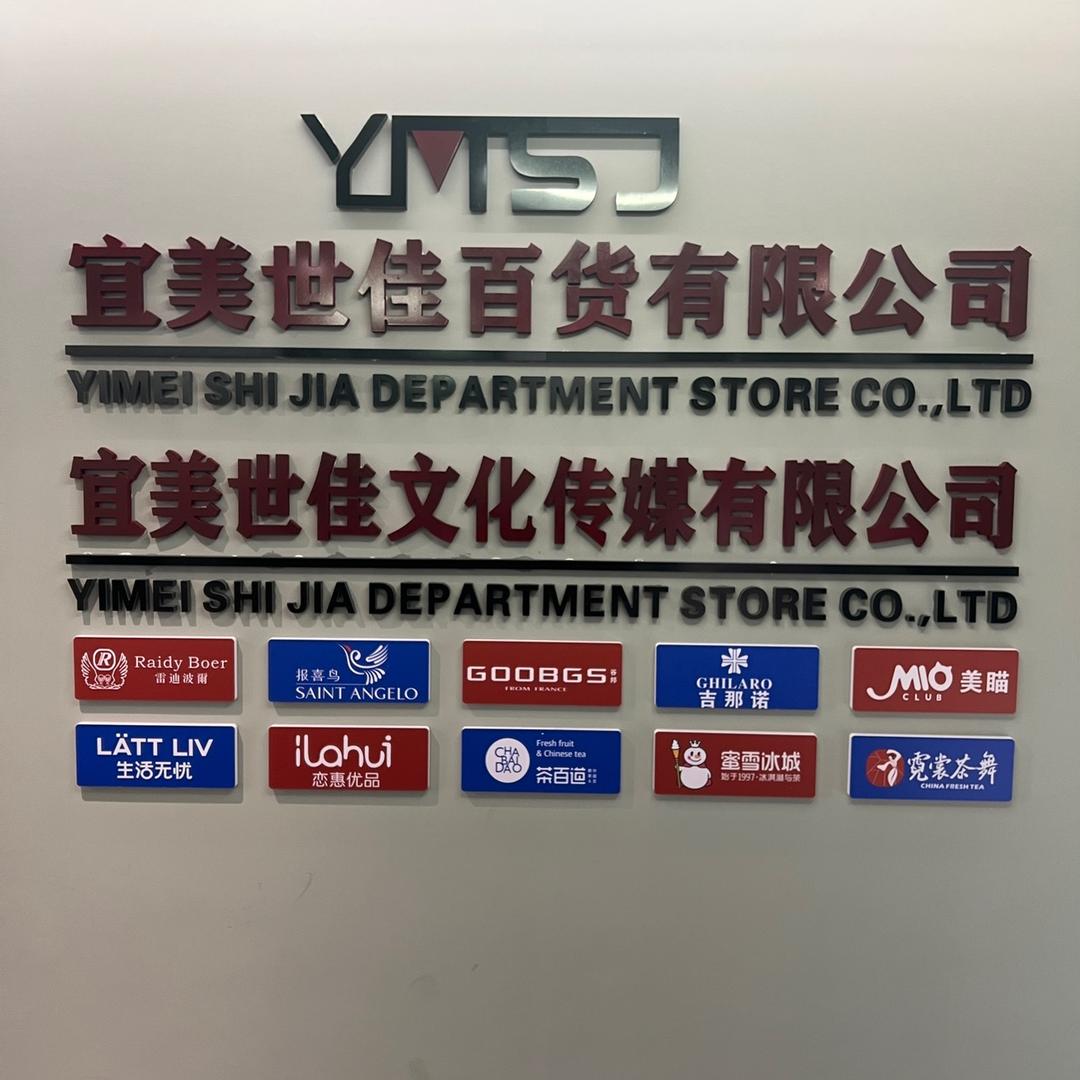 YMSJ
宜美世佳百货有限公司
YIMEI SHI JIA DEPARTMENT STORE CO.,LTD
宜美世佳文化传媒有限公司
YIMEI SHI JIA DEPARTMENT STORE CO.,LTD
R
Raidy Boer
雷迪波爾
报喜鸟
SAINT ANGELO
GOOBGS
谷邦
FROM FRANCE
GHILARO
吉那诺
MIO
CLUB
美瞄
LÄTT LIV
生活无忧
ilahui
恋惠优品
CHA
BAI
DAO
Fresh fruit
& Chinese tea
茶百道
蜜雪冰城
始于1997·冰淇淋与茶
霓裳茶舞
CHINA FRESH TEA